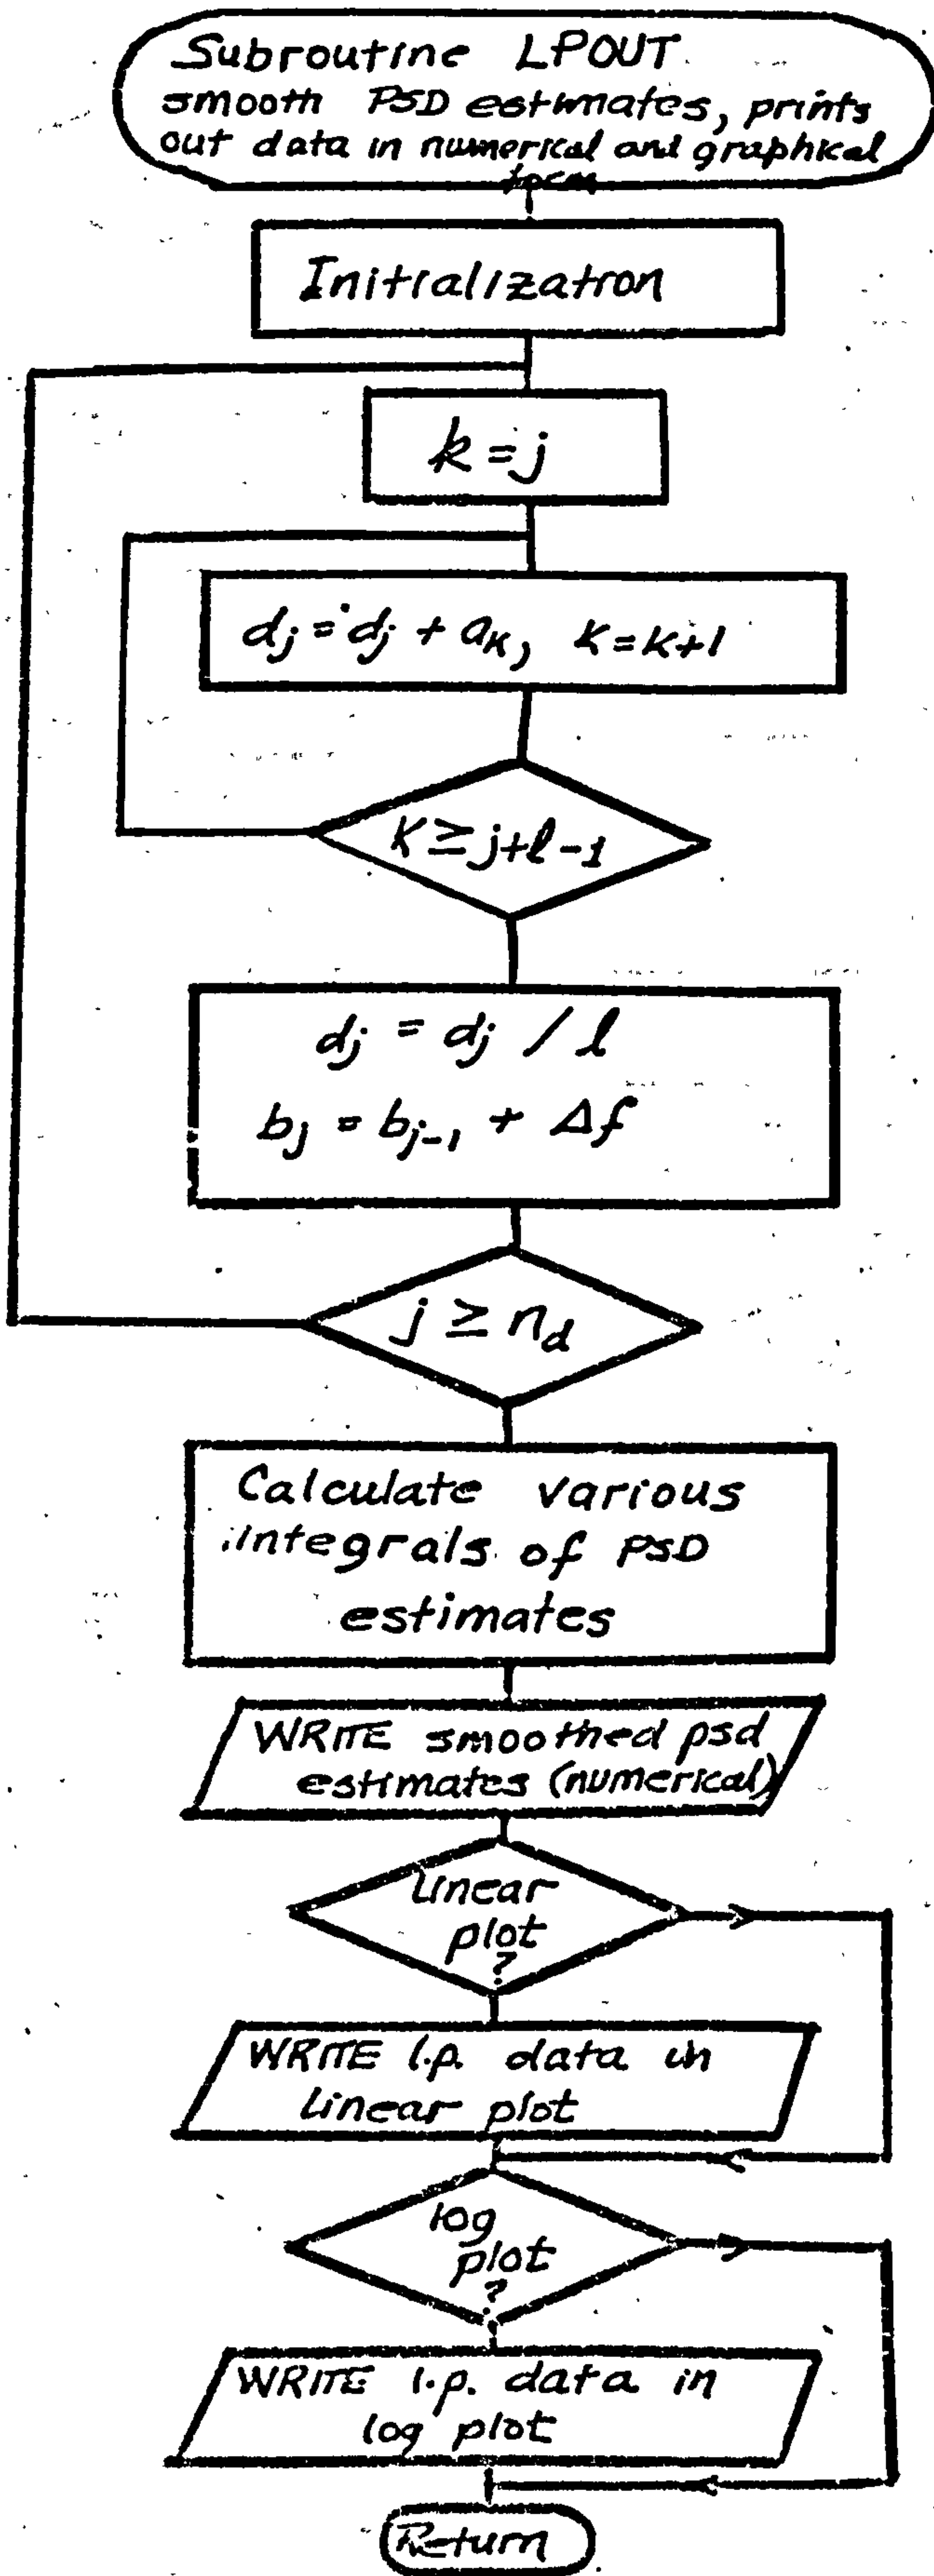 Subroutine LPOUT
smooth PSD estimates, prints
out data in numerical and graphical
form
Initialization
k = j
dj = dj + ak, k = k+1
k ≥ j+l-1
dj = dj / l
bj = bj-1 + Δf
j ≥ nd
Calculate various
integrals of PSD
estimates
WRITE smoothed psd
estimates (numerical)
linear
plot
?
WRITE l.p. data in
linear plot
log
plot
?
WRITE l.p. data in
log plot
Return